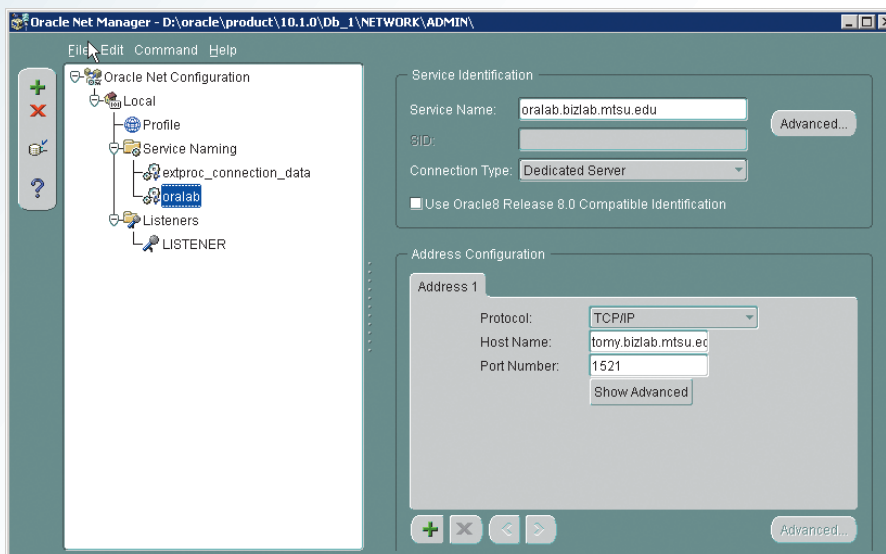 Oracle Net Manager - D:\oracle\product\10.1.0\Db_1\NETWORK\ADMIN\
File Edit Command Help
Oracle Net Configuration
Local
Profile
Service Naming
extproc_connection_data
oralab
Listeners
LISTENER
Service Identification
Service Name: oralab.bizlab.mtsu.edu
Advanced...
SID:
Connection Type: Dedicated Server
Use Oracle8 Release 8.0 Compatible Identification
Address Configuration
Address 1
Protocol: TCP/IP
Host Name: tomy.bizlab.mtsu.ec
Port Number: 1521
Show Advanced
Advanced...